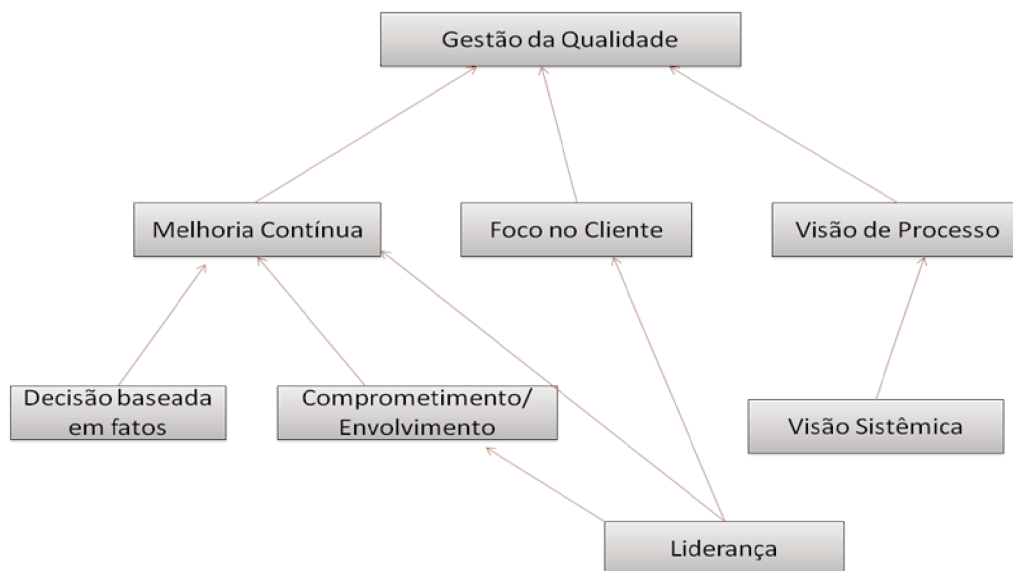 Gestão da Qualidade
Melhoria Contínua
Foco no Cliente
Visão de Processo
Decisão baseada
em fatos
Comprometimento/
Envolvimento
Visão Sistêmica
Liderança